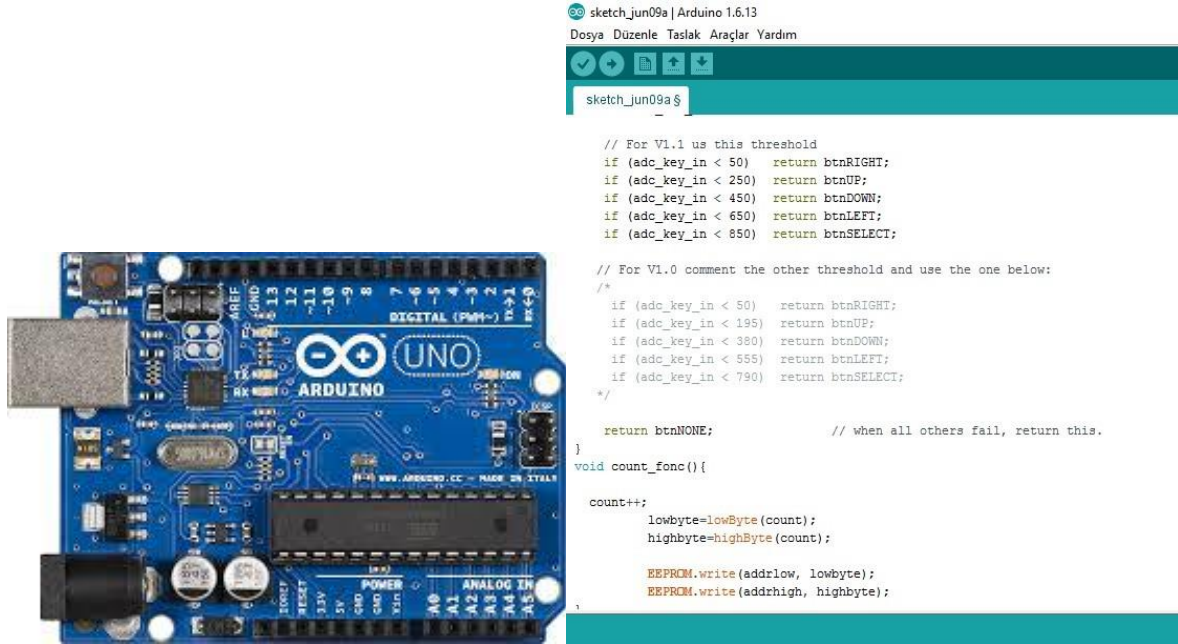 AREF
GND
13
12
~11
~10
~9
8
7
~6
~5
4
~3
2
TX→1
RX←0
DIGITAL (PWM~)
UNO
TX
RX
ARDUINO
ON
WWW.ARDUINO.CC - MADE IN ITALY
POWER
ANALOG IN
IOREF
RESET
3.3V
5V
GND
GND
Vin
A0
A1
A2
A3
A4
A5
sketch_jun09a | Arduino 1.6.13
Dosya Düzenle Taslak Araçlar Yardım
sketch_jun09a §
// For V1.1 us this threshold
if (adc_key_in < 50) return btnRIGHT;
if (adc_key_in < 250) return btnUP;
if (adc_key_in < 450) return btnDOWN;
if (adc_key_in < 650) return btnLEFT;
if (adc_key_in < 850) return btnSELECT;
// For V1.0 comment the other threshold and use the one below:
/*
if (adc_key_in < 50) return btnRIGHT;
if (adc_key_in < 195) return btnUP;
if (adc_key_in < 380) return btnDOWN;
if (adc_key_in < 555) return btnLEFT;
if (adc_key_in < 790) return btnSELECT;
*/
return btnNONE; // when all others fail, return this.
}
void count_fonc(){
count++;
lowbyte=lowByte(count);
highbyte=highByte(count);
EEPROM.write(addrlow, lowbyte);
EEPROM.write(addrhigh, highbyte);